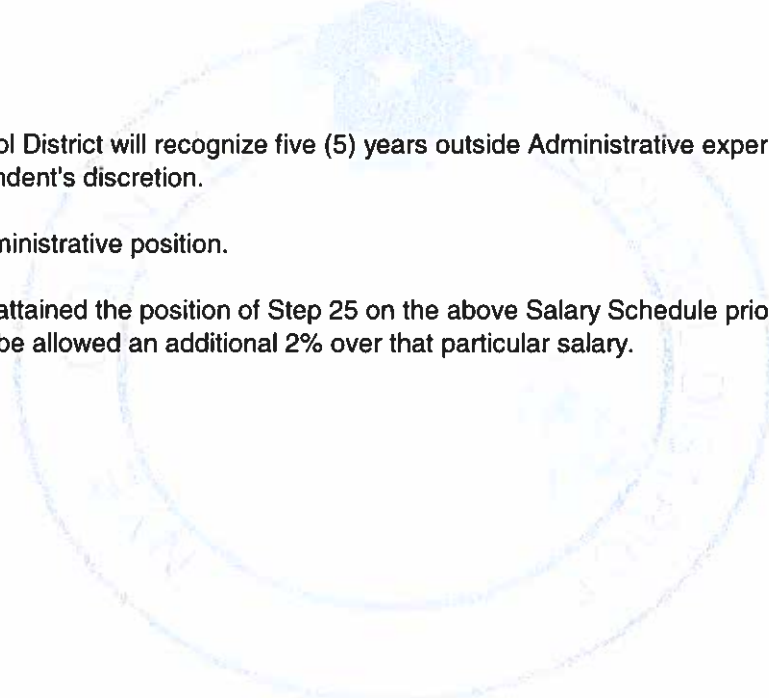 ol District will recognize five (5) years outside Administrative exper
ndent's discretion.
ministrative position.
attained the position of Step 25 on the above Salary Schedule prio
be allowed an additional 2% over that particular salary.